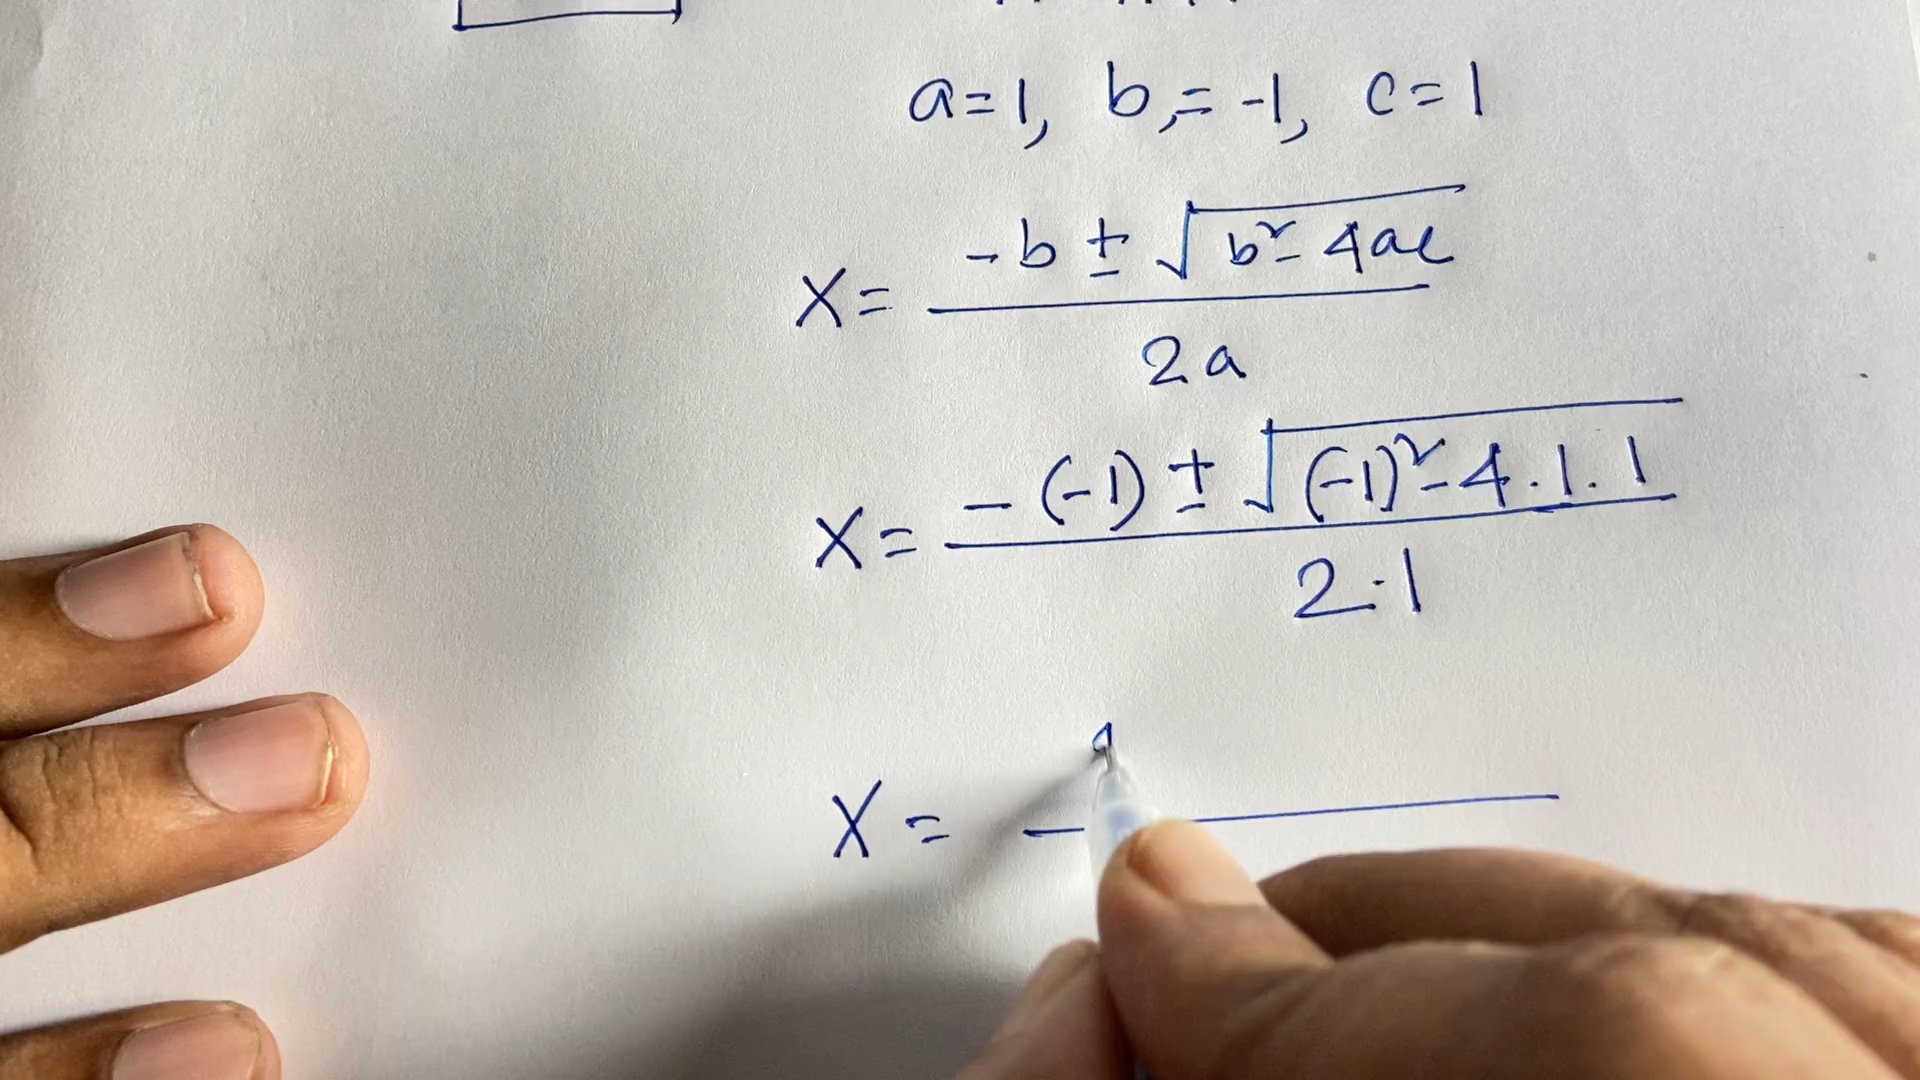 a=1, b,= -1, c=1
X= -b ± √(b²- 4ac) / 2a
X= -(-1) ± √((-1)²-4.1.1) / 2.1
X =